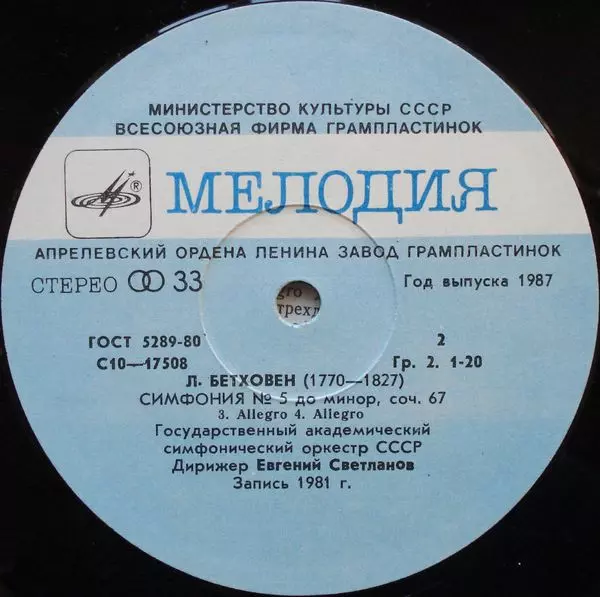 МИНИСТЕРСТВО КУЛЬТУРЫ СССР
ВСЕСОЮЗНАЯ ФИРМА ГРАМПЛАСТИНОК
МЕЛОДИЯ
АПРЕЛЕВСКИЙ ОРДЕНА ЛЕНИНА ЗАВОД ГРАМПЛАСТИНОК
СТЕРЕО 33 Год выпуска 1987
ГОСТ 5289-80 2
С10—17508 Гр. 2. 1-20
Л. БЕТХОВЕН (1770—1827)
СИМФОНИЯ № 5 до минор, соч. 67
3. Allegro 4. Allegro
Государственный академический
симфонический оркестр СССР
Дирижер Евгений Светланов
Запись 1981 г.